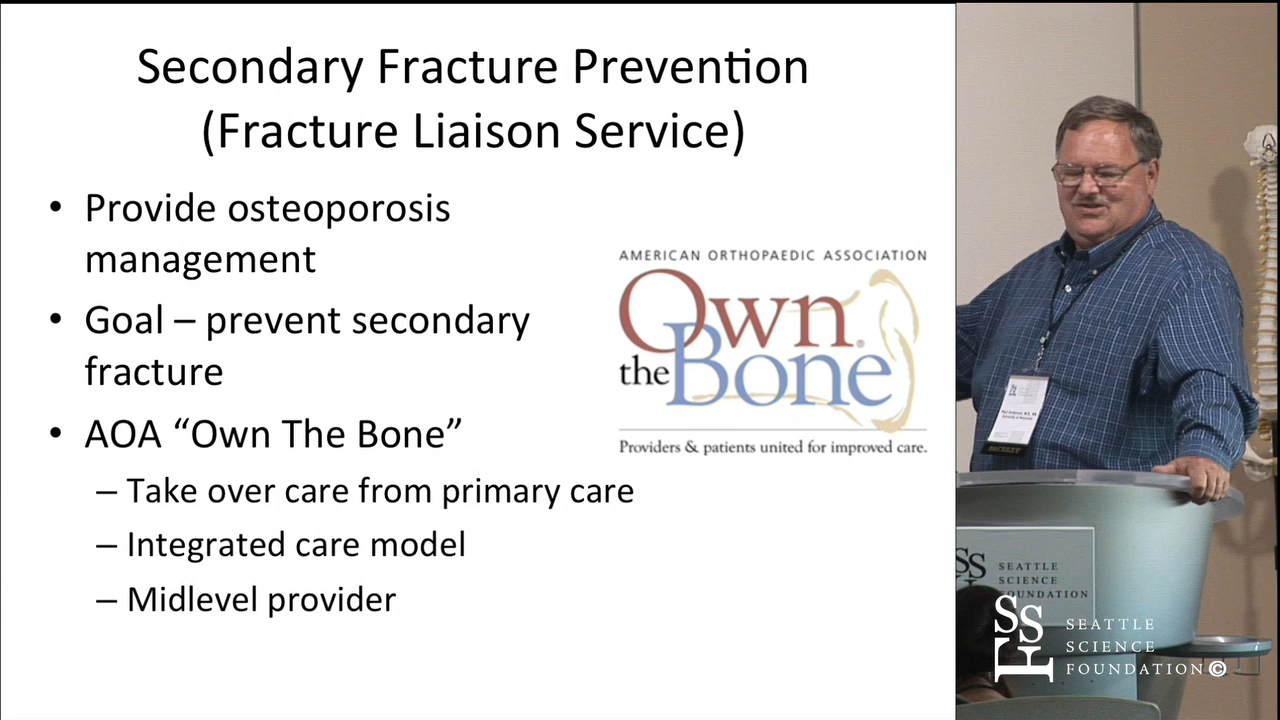 Secondary Fracture Prevention
(Fracture Liaison Service)
• Provide osteoporosis
management
• Goal – prevent secondary
fracture
• AOA “Own The Bone”
– Take over care from primary care
– Integrated care model
– Midlevel provider
AMERICAN ORTHOPAEDIC ASSOCIATION
Own
the Bone®
Providers & patients united for improved care.
FACULTY
SEATTLE
SCIENCE
FOUNDATION
SSF
SEATTLE
SCIENCE
FOUNDATION©